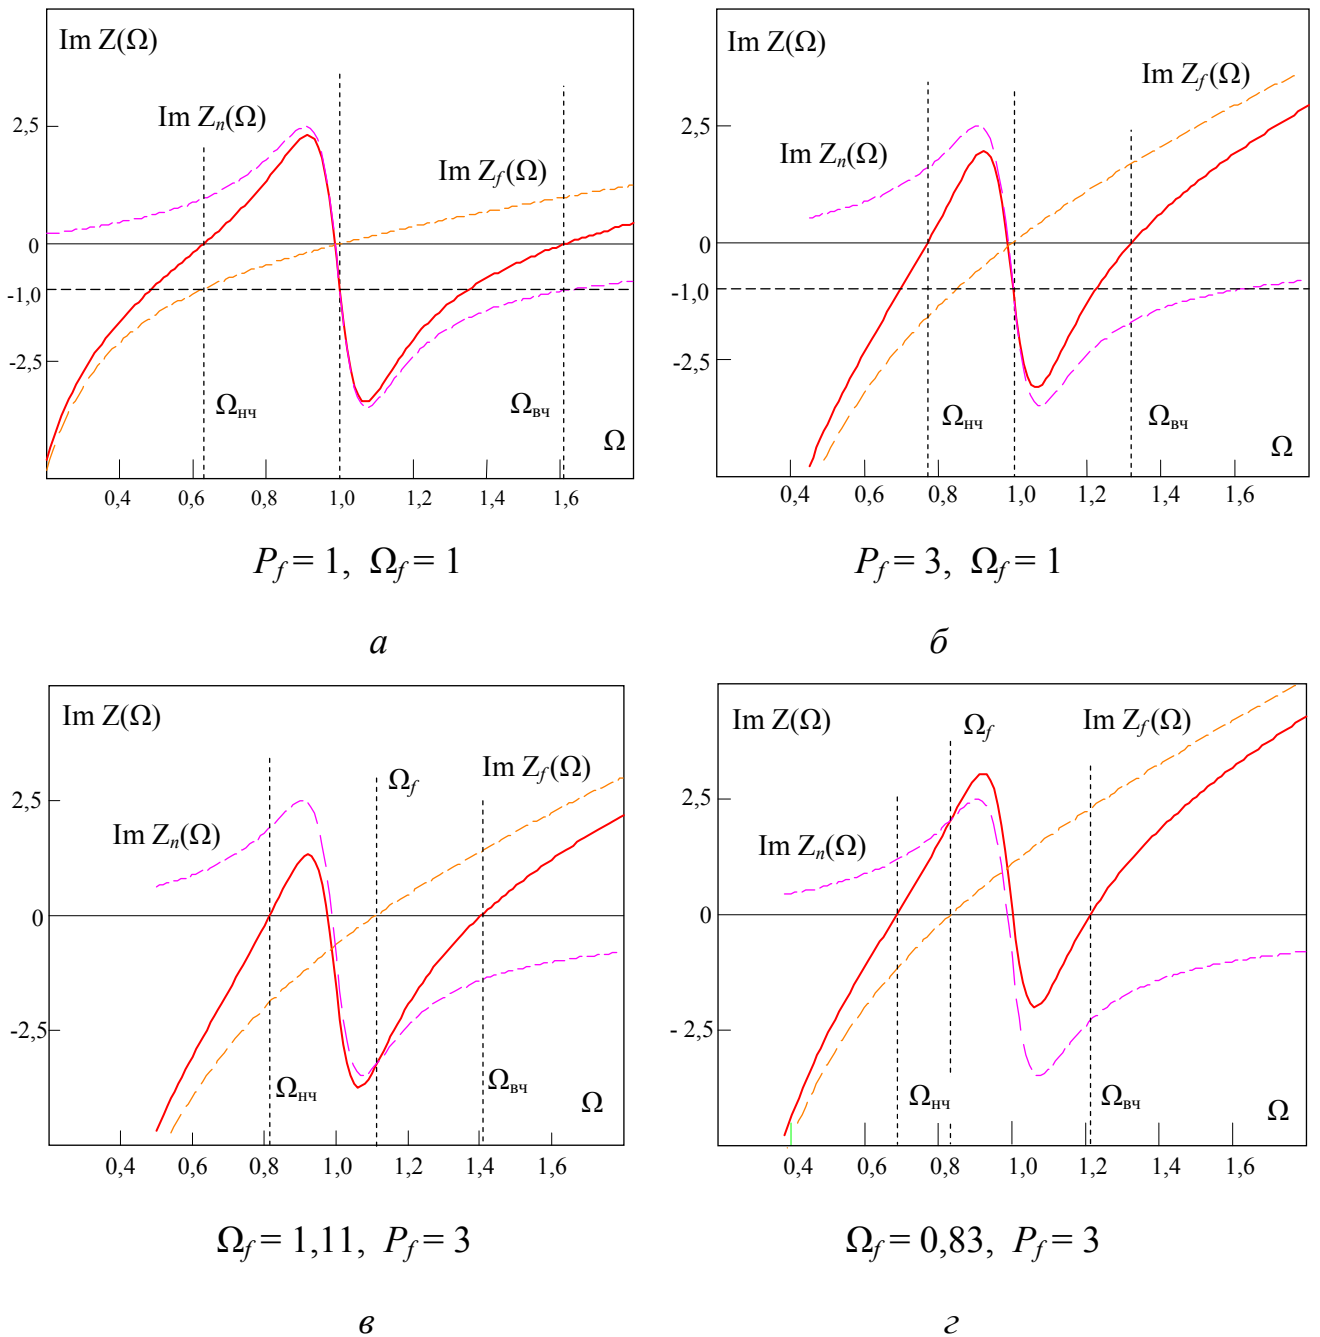 Im Z(Ω)
Im Zn(Ω)
Im Zf(Ω)
2,5
0
-1,0
-2,5
Ωнч
Ωвч
Ω
0,4 0,6 0,8 1,0 1,2 1,4 1,6
Pf = 1, Ωf = 1
а
Im Z(Ω)
Im Zf(Ω)
Im Zn(Ω)
2,5
0
-1,0
-2,5
Ωнч
Ωвч
Ω
0,4 0,6 0,8 1,0 1,2 1,4 1,6
Pf = 3, Ωf = 1
б
Im Z(Ω)
Ωf
Im Zf(Ω)
Im Zn(Ω)
2,5
0
-2,5
Ωнч
Ωвч
Ω
0,4 0,6 0,8 1,0 1,2 1,4 1,6
Ωf = 1,11, Pf = 3
в
Im Z(Ω)
Ωf
Im Zf(Ω)
Im Zn(Ω)
2,5
0
- 2,5
Ωнч
Ωвч
Ω
0,4 0,6 0,8 1,0 1,2 1,4 1,6
Ωf = 0,83, Pf = 3
г